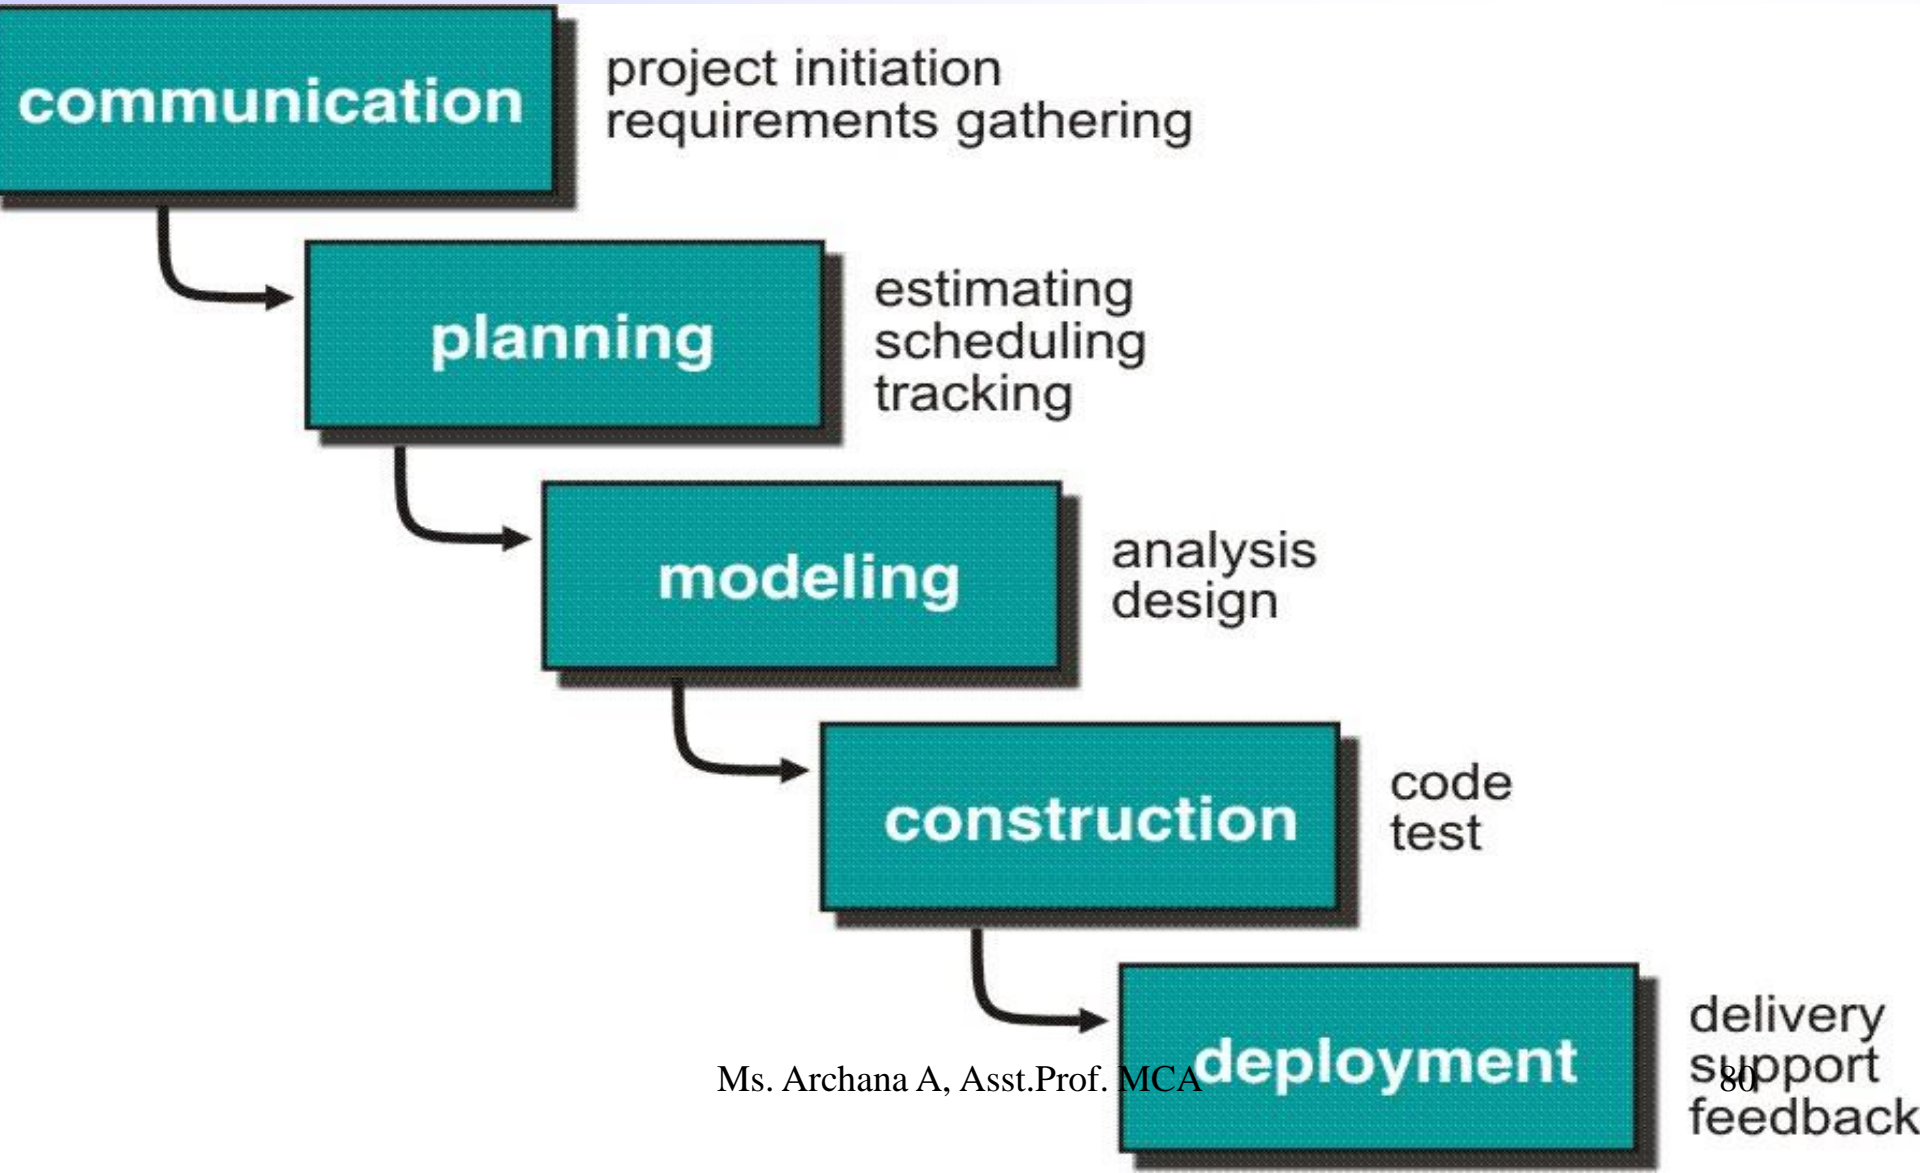 communication
project initiation
requirements gathering
planning
estimating
scheduling
tracking
modeling
analysis
design
construction
code
test
deployment
delivery
support
feedback
Ms. Archana A, Asst.Prof. MCA
80